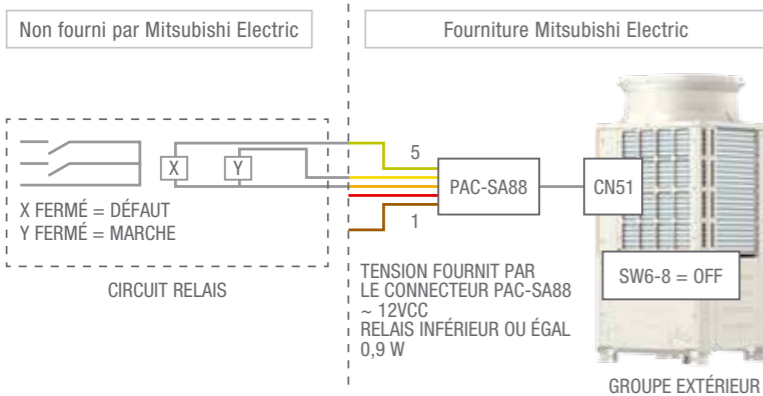 Non fourni par Mitsubishi Electric
Fourniture Mitsubishi Electric
X
Y
X FERMÉ = DÉFAUT
Y FERMÉ = MARCHE
CIRCUIT RELAIS
5
1
PAC-SA88
CN51
SW6-8 = OFF
TENSION FOURNIT PAR
LE CONNECTEUR PAC-SA88
~ 12VCC
RELAIS INFÉRIEUR OU ÉGAL
0,9 W
GROUPE EXTÉRIEUR